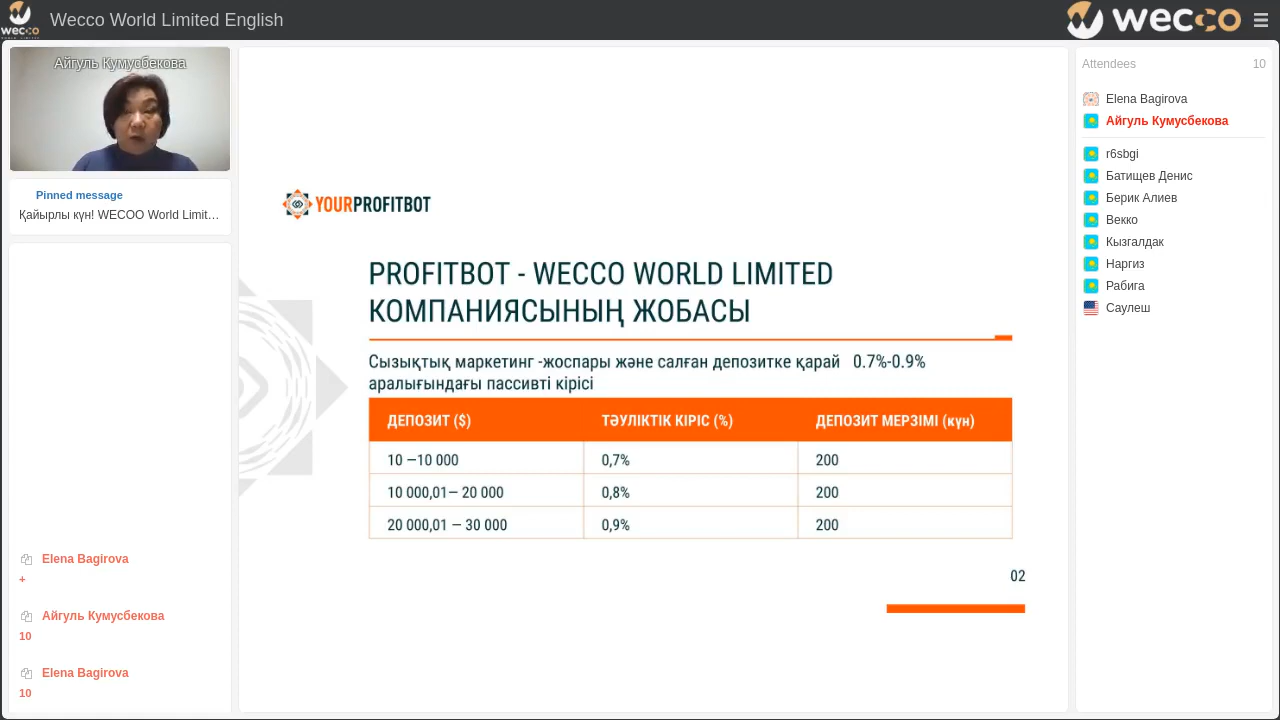 wecco
WORLD LIMITED
Wecco World Limited English
wecco
Айгуль Кумусбекова
Pinned message
Қайырлы күн! WECOO World Limit…
Elena Bagirova
+
Айгуль Кумусбекова
10
Elena Bagirova
10
YOURPROFITBOT
PROFITBOT - WECCO WORLD LIMITED
КОМПАНИЯСЫНЫҢ ЖОБАСЫ
Сызықтық маркетинг -жоспары және салған депозитке қарай 0.7%-0.9%
аралығындағы пассивті кірісі
ДЕПОЗИТ ($) ТӘУЛІКТІК КІРІС (%) ДЕПОЗИТ МЕРЗІМІ (күн)
10 —10 000 0,7% 200
10 000,01— 20 000 0,8% 200
20 000,01 — 30 000 0,9% 200
02
Attendees 10
Elena Bagirova
Айгуль Кумусбекова
r6sbgi
Батищев Денис
Берик Алиев
Векко
Кызгалдак
Наргиз
Рабига
Саулеш